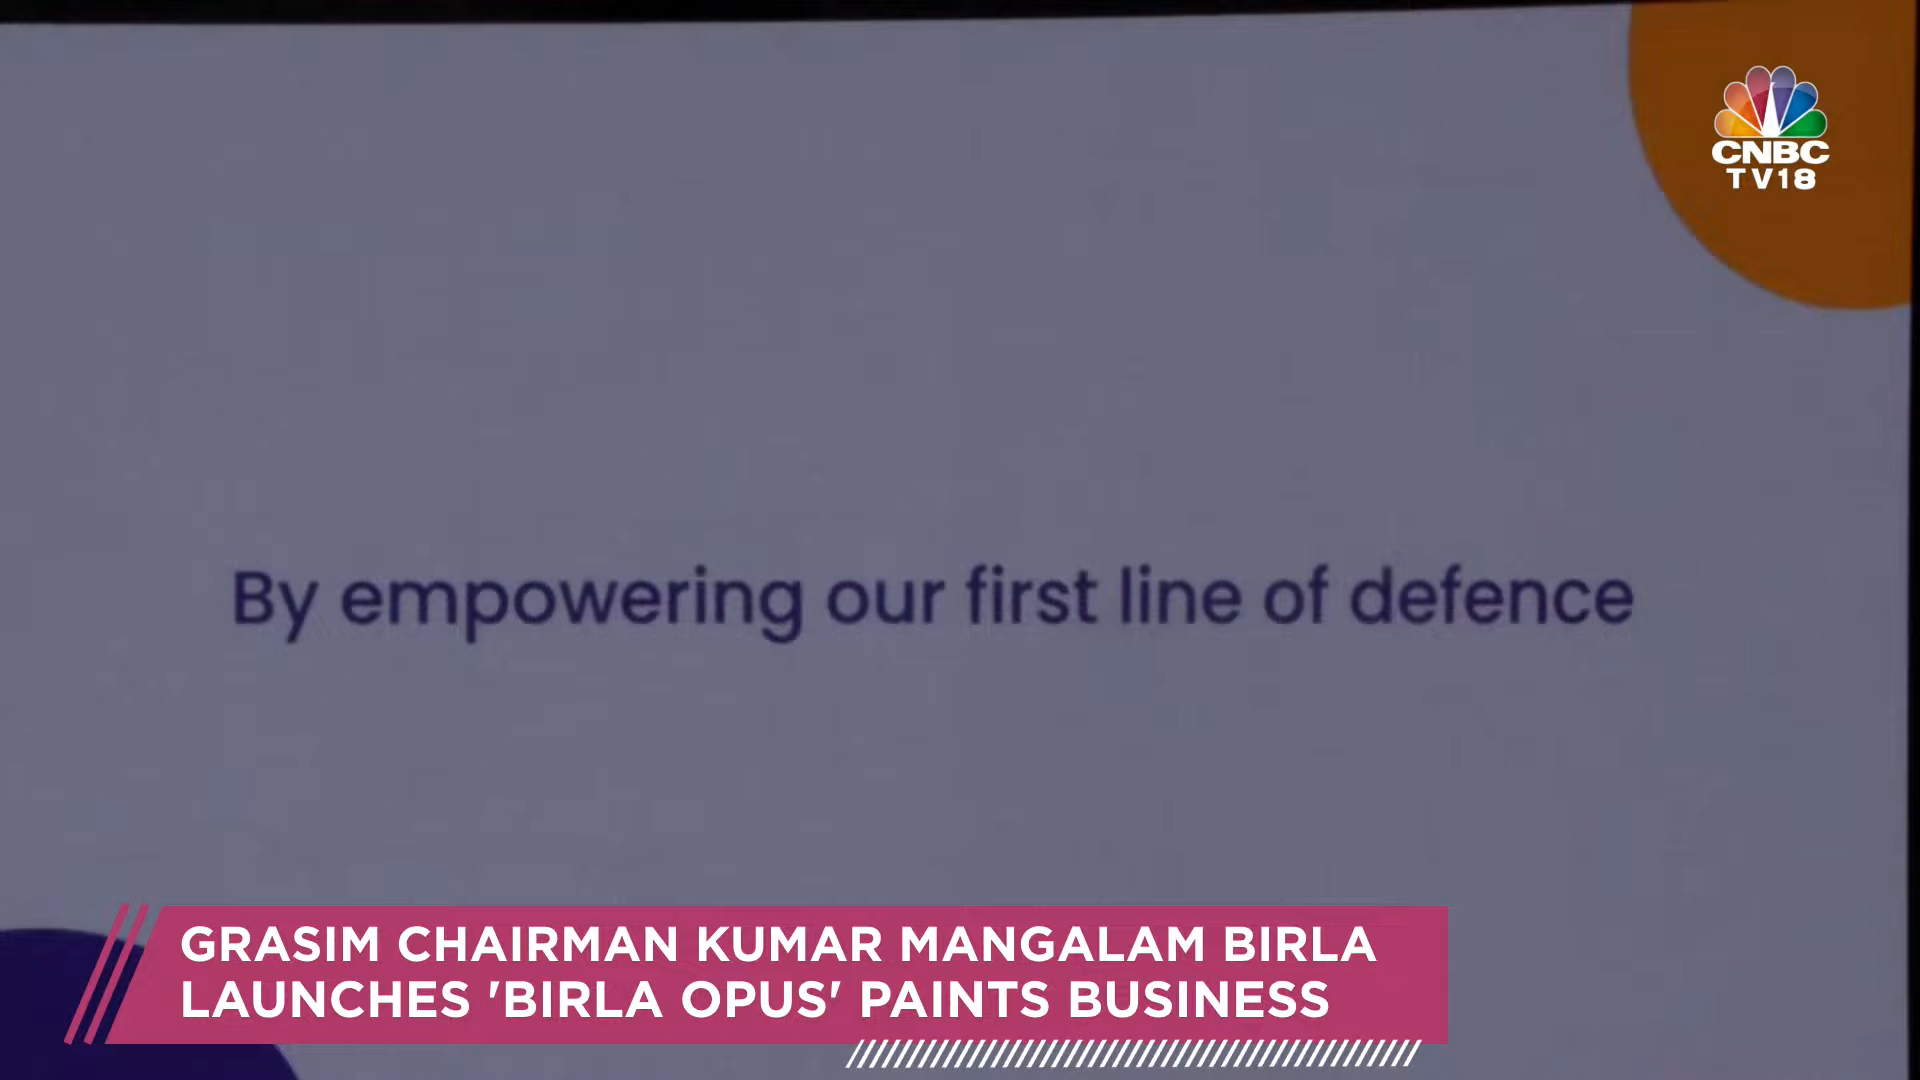 CNBC
TV18
By empowering our first line of defence
GRASIM CHAIRMAN KUMAR MANGALAM BIRLA
LAUNCHES 'BIRLA OPUS' PAINTS BUSINESS